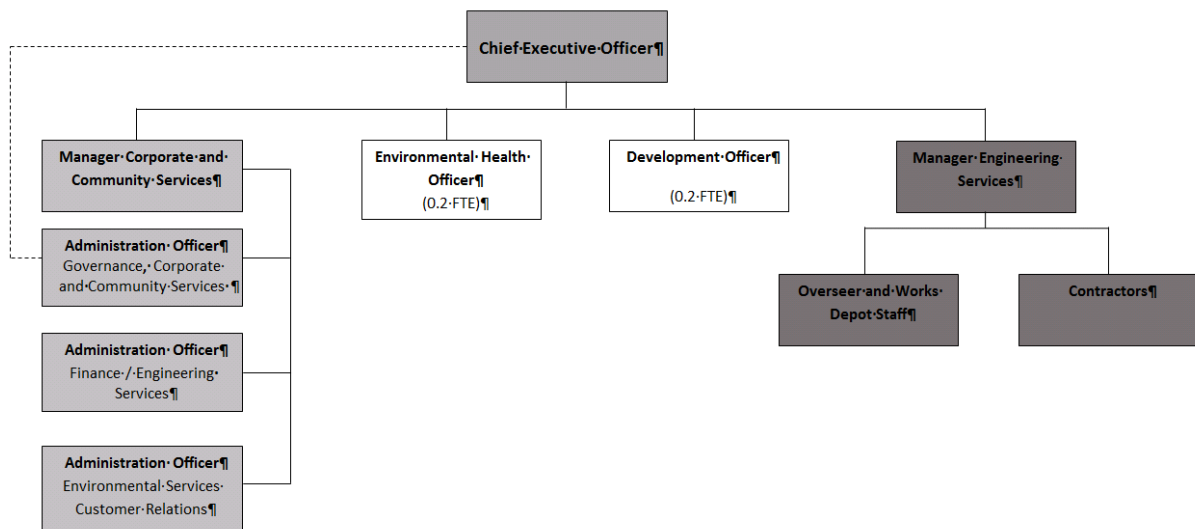 Chief·Executive·Officer¶
Manager·Corporate·and·
Community·Services¶
Environmental·Health·
Officer¶
(0.2·FTE)¶
Development·Officer¶
(0.2·FTE)¶
Manager·Engineering·
Services¶
Administration·Officer¶
Governance,·Corporate·
and·Community·Services·¶
Overseer·and·Works·
Depot·Staff¶
Contractors¶
Administration·Officer¶
Finance·/·Engineering·
Services¶
Administration·Officer¶
Environmental·Services·
Customer·Relations¶